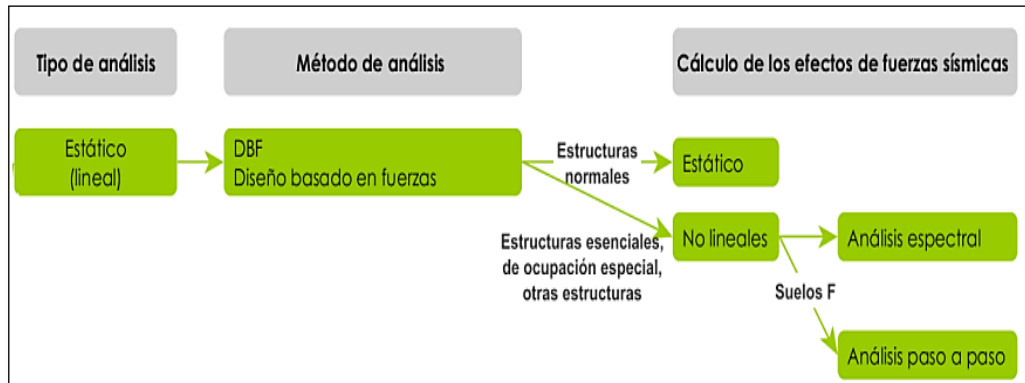 Tipo de análisis
Método de análisis
Cálculo de los efectos de fuerzas sísmicas
Estático
(lineal)
DBF
Diseño basado en fuerzas
Estructuras
normales
Estático
Estructuras esenciales,
de ocupación especial,
otras estructuras
No lineales
Análisis espectral
Suelos F
Análisis paso a paso